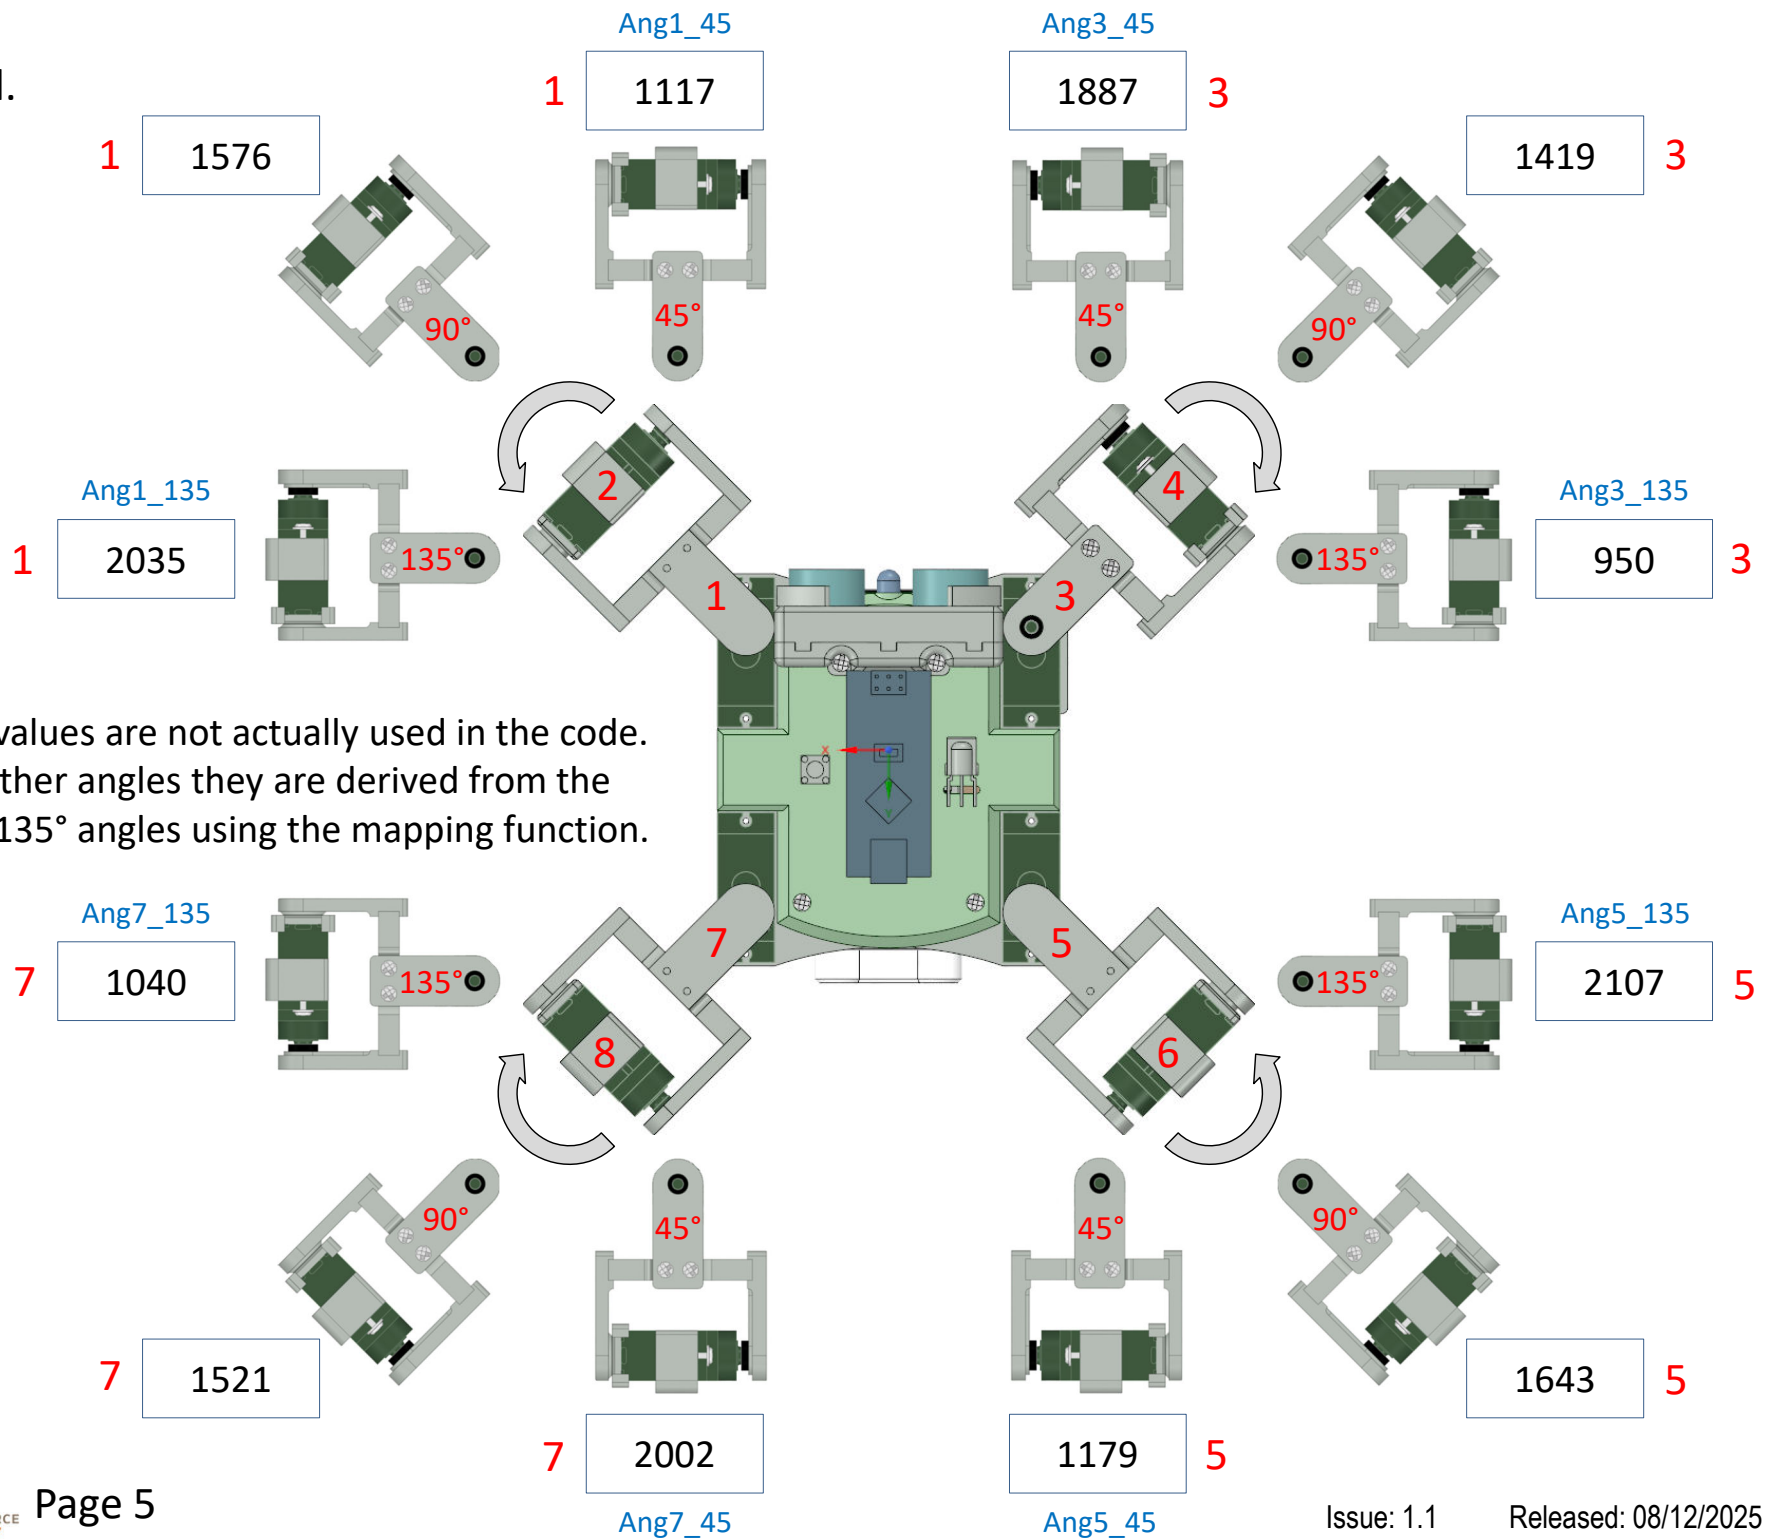 Ang1_45 Ang3_45
1 1117 1887 3
1 1576 1419 3
45° 45°
90° 90°
2 4
Ang1_135 Ang3_135
1 2035 135° 135° 950 3
1 3
values are not actually used in the code.
ther angles they are derived from the
135° angles using the mapping function.
X
Y
Ang7_135 Ang5_135
7 5
7 1040 135° 135° 2107 5
8 6
90° 45° 45° 90°
7 1521 1643 5
7 2002 1179 5
Page 5
Ang7_45 Ang5_45
Issue: 1.1 Released: 08/12/2025